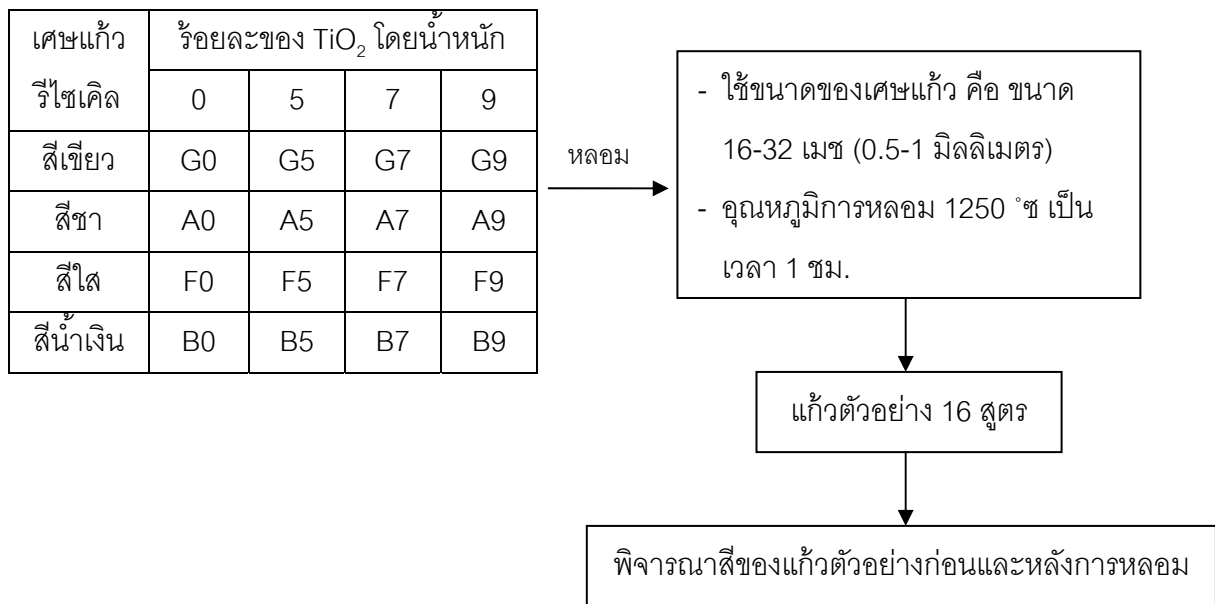 เศษแก้ว
รีไซเคิล
ร้อยละของ TiO₂ โดยน้ำหนัก
0 5 7 9
สีเขียว G0 G5 G7 G9
สีชา A0 A5 A7 A9
สีใส F0 F5 F7 F9
สีน้ำเงิน B0 B5 B7 B9
หลอม
- ใช้ขนาดของเศษแก้ว คือ ขนาด
16-32 เมช (0.5-1 มิลลิเมตร)
- อุณหภูมิการหลอม 1250 °ซ เป็น
เวลา 1 ชม.
แก้วตัวอย่าง 16 สูตร
พิจารณาสีของแก้วตัวอย่างก่อนและหลังการหลอม